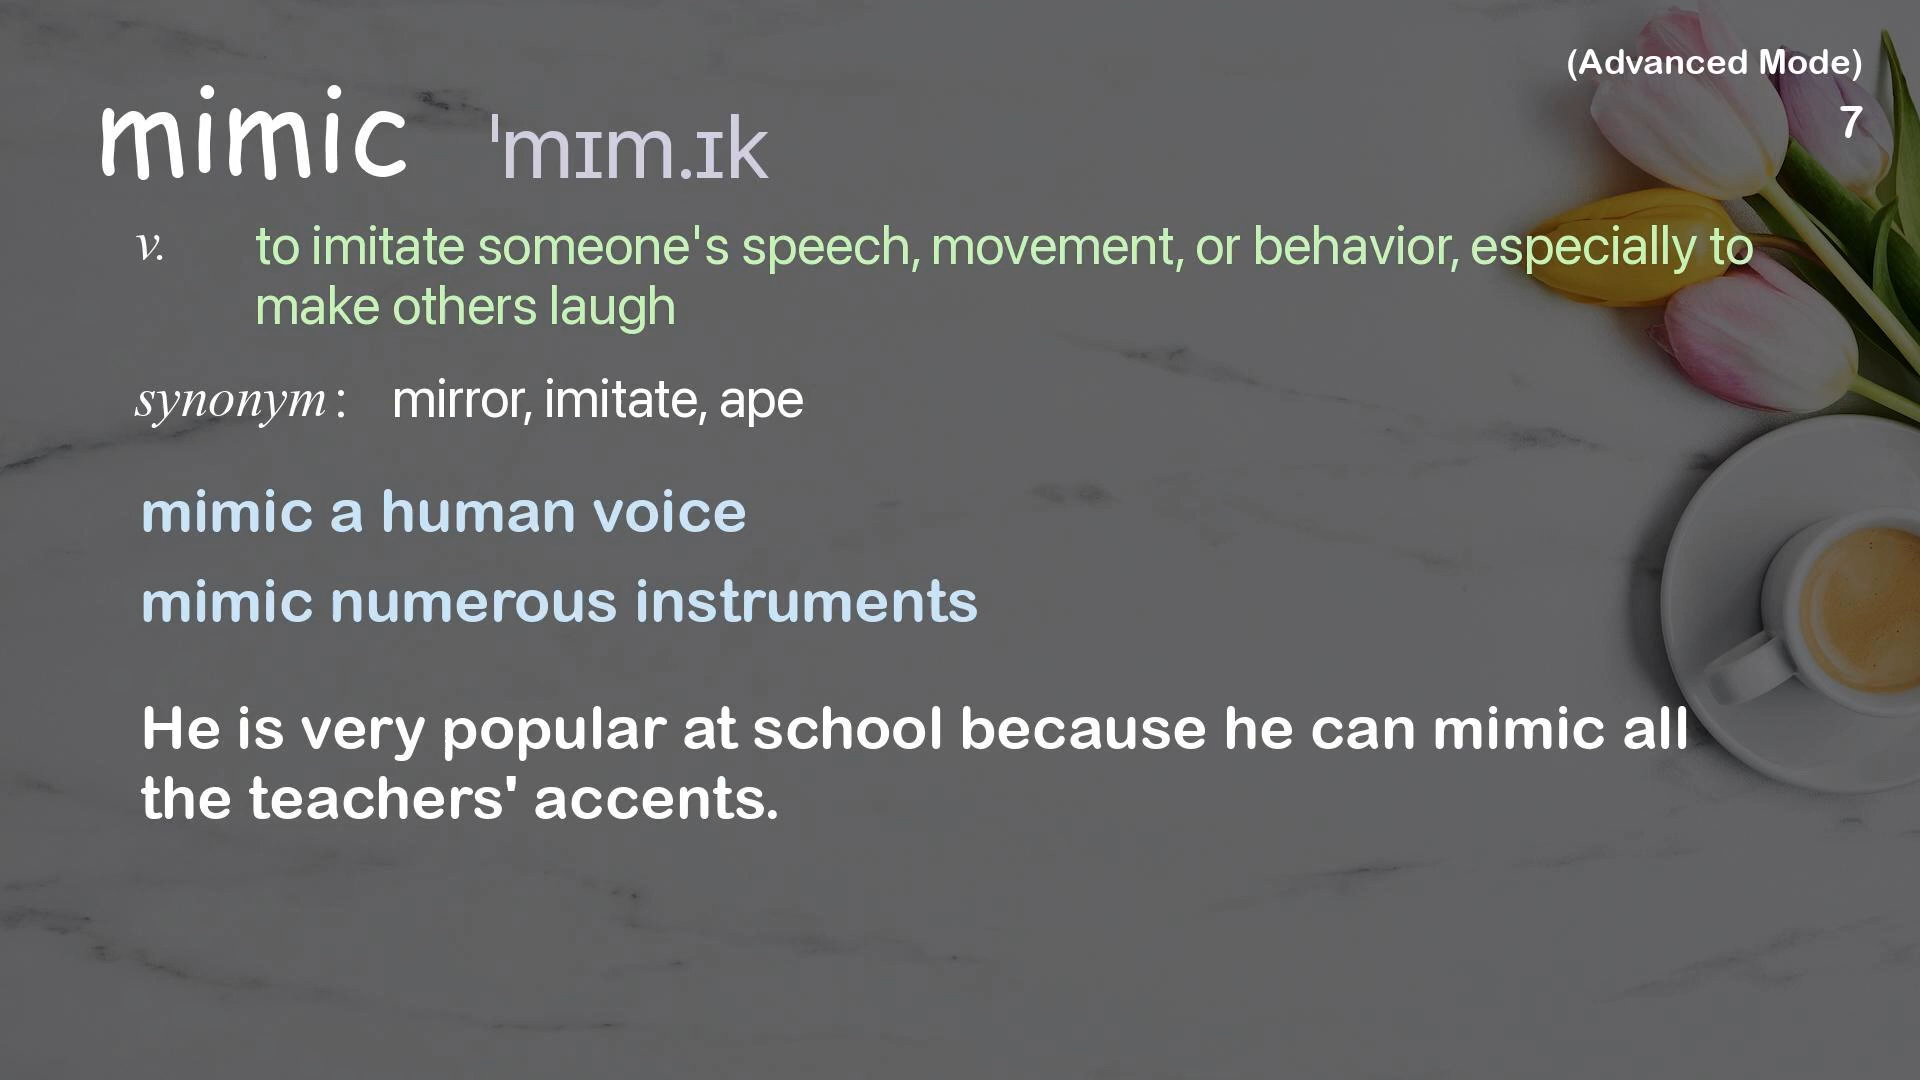 (Advanced Mode)
7
mimic ˈmɪm.ɪk
v. to imitate someone's speech, movement, or behavior, especially to
make others laugh
synonym : mirror, imitate, ape
mimic a human voice
mimic numerous instruments
He is very popular at school because he can mimic all
the teachers' accents.